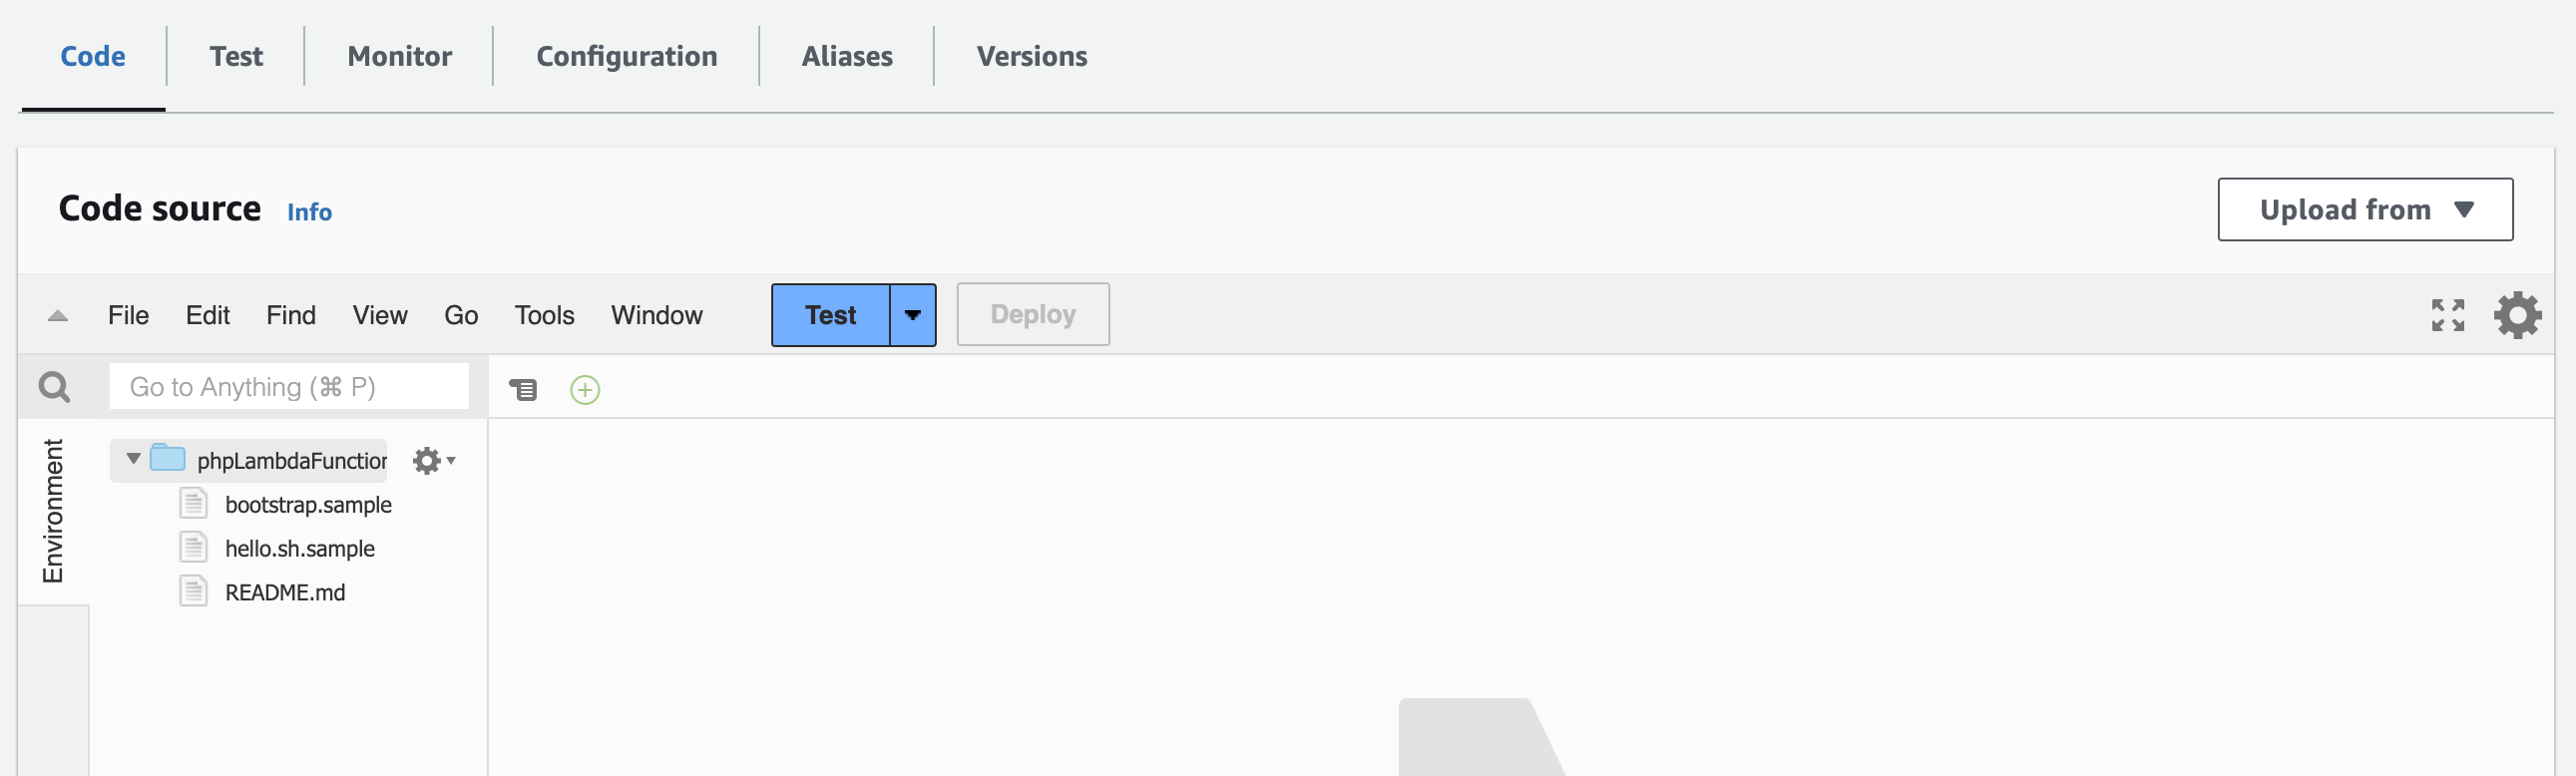 Code Test Monitor Configuration Aliases Versions
Code source Info Upload from
File Edit Find View Go Tools Window Test Deploy
Go to Anything (⌘ P)
Environment
phpLambdaFunction
bootstrap.sample
hello.sh.sample
README.md